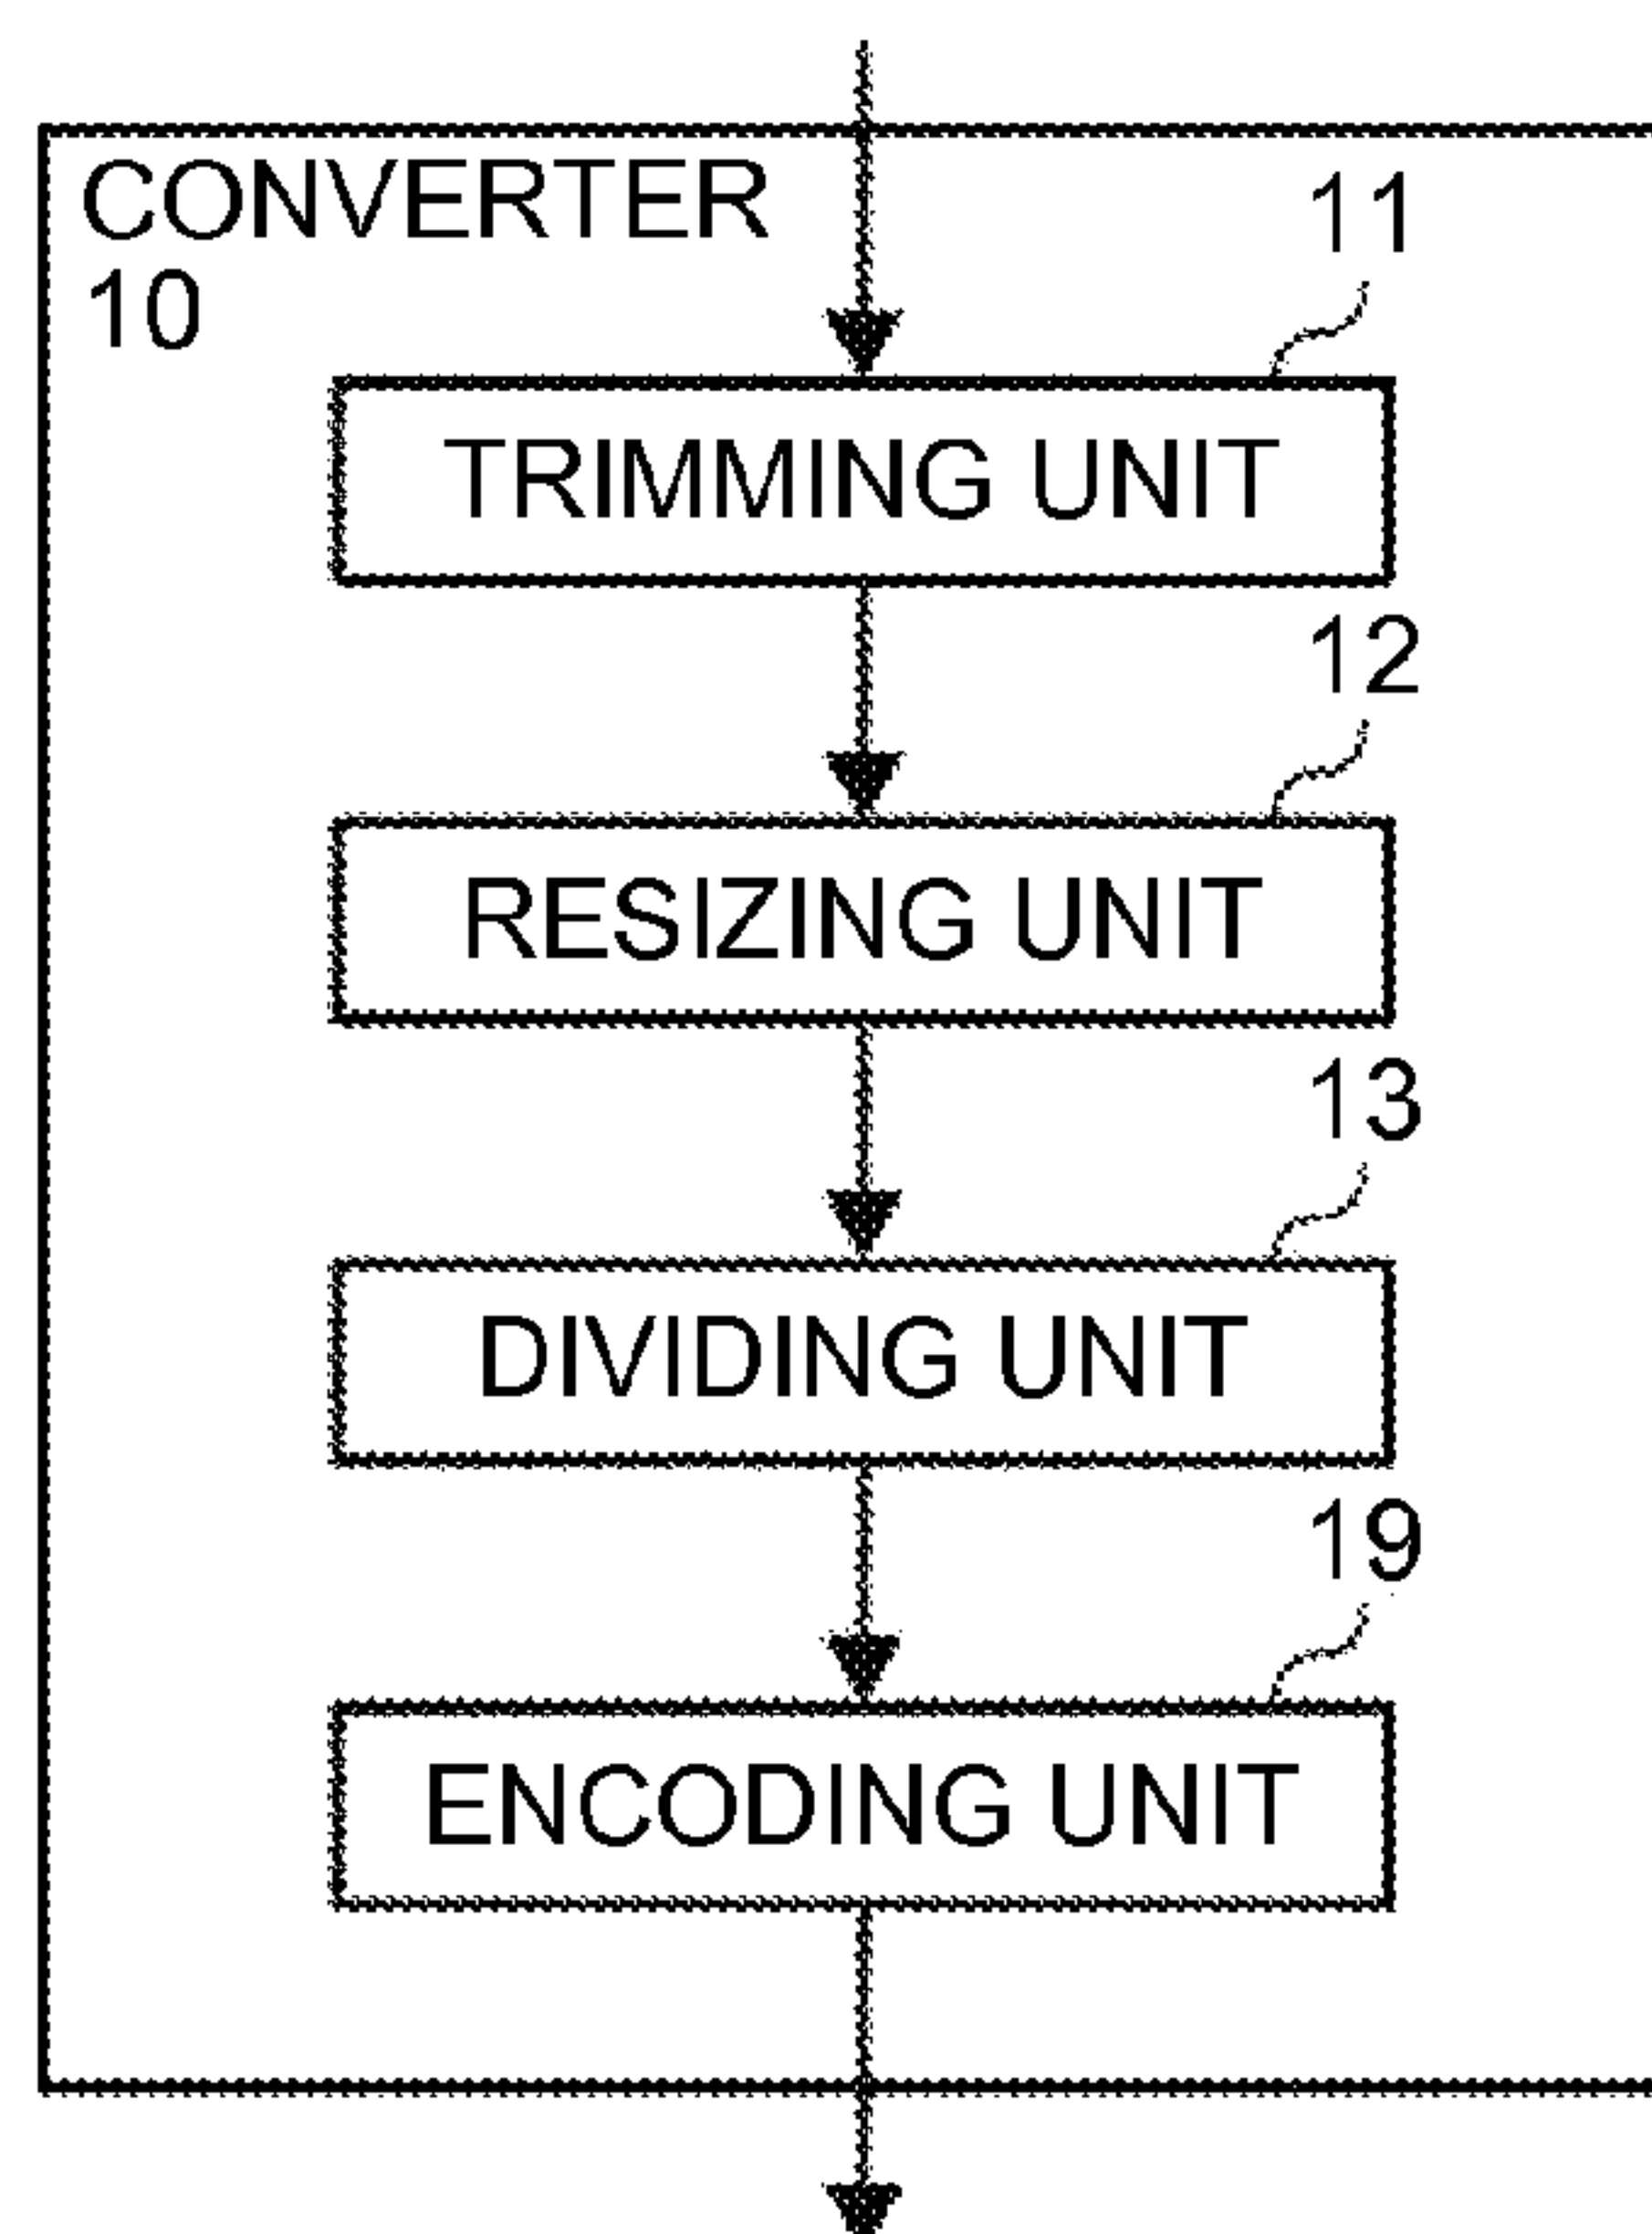 CONVERTER
10
11
TRIMMING UNIT
12
RESIZING UNIT
13
DIVIDING UNIT
19
ENCODING UNIT